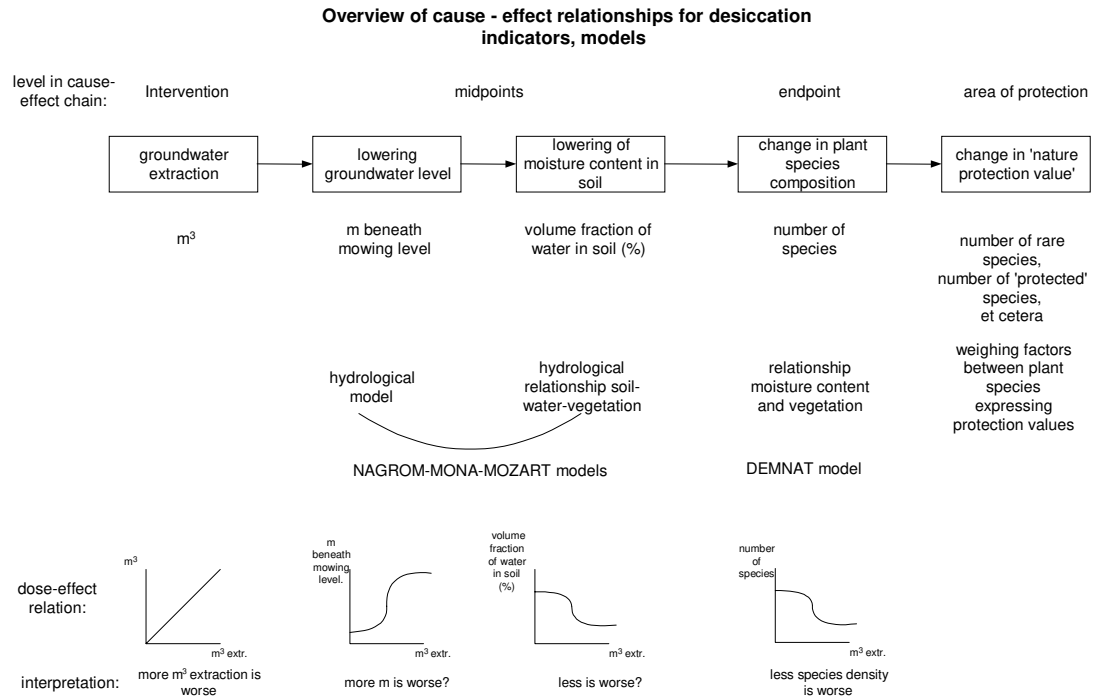 Overview of cause - effect relationships for desiccation
indicators, models
level in cause-
effect chain:
Intervention
midpoints
endpoint
area of protection
groundwater
extraction
lowering
groundwater level
lowering of
moisture content in
soil
change in plant
species
composition
change in 'nature
protection value'
m³
m beneath
mowing level
volume fraction of
water in soil (%)
number of
species
number of rare
species,
number of 'protected'
species,
et cetera
hydrological
model
hydrological
relationship soil-
water-vegetation
relationship
moisture content
and vegetation
weighing factors
between plant
species
expressing
protection values
NAGROM-MONA-MOZART models
DEMNAT model
dose-effect
relation:
m³
m³ extr.
m
beneath
mowing
level.
m³ extr.
volume
fraction
of water
in soil
(%)
m³ extr.
number
of
species
m³ extr.
interpretation:
more m³ extraction is
worse
more m is worse?
less is worse?
less species density
is worse